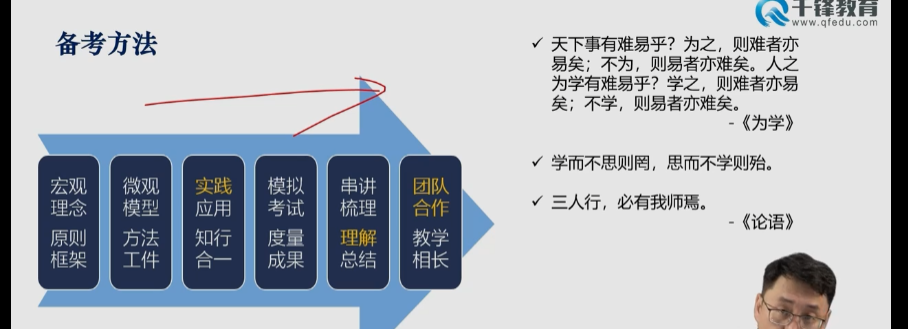 千锋教育
www.qfedu.com
备考方法
宏观
理念
原则
框架
微观
模型
方法
工件
实践
应用
知行
合一
模拟
考试
度量
成果
串讲
梳理
理解
总结
团队
合作
教学
相长
✓ 天下事有难易乎？为之，则难者亦
易矣；不为，则易者亦难矣。人之
为学有难易乎？学之，则难者亦易
矣；不学，则易者亦难矣。
-《为学》
✓ 学而不思则罔，思而不学则殆。
✓ 三人行，必有我师焉。
-《论语》